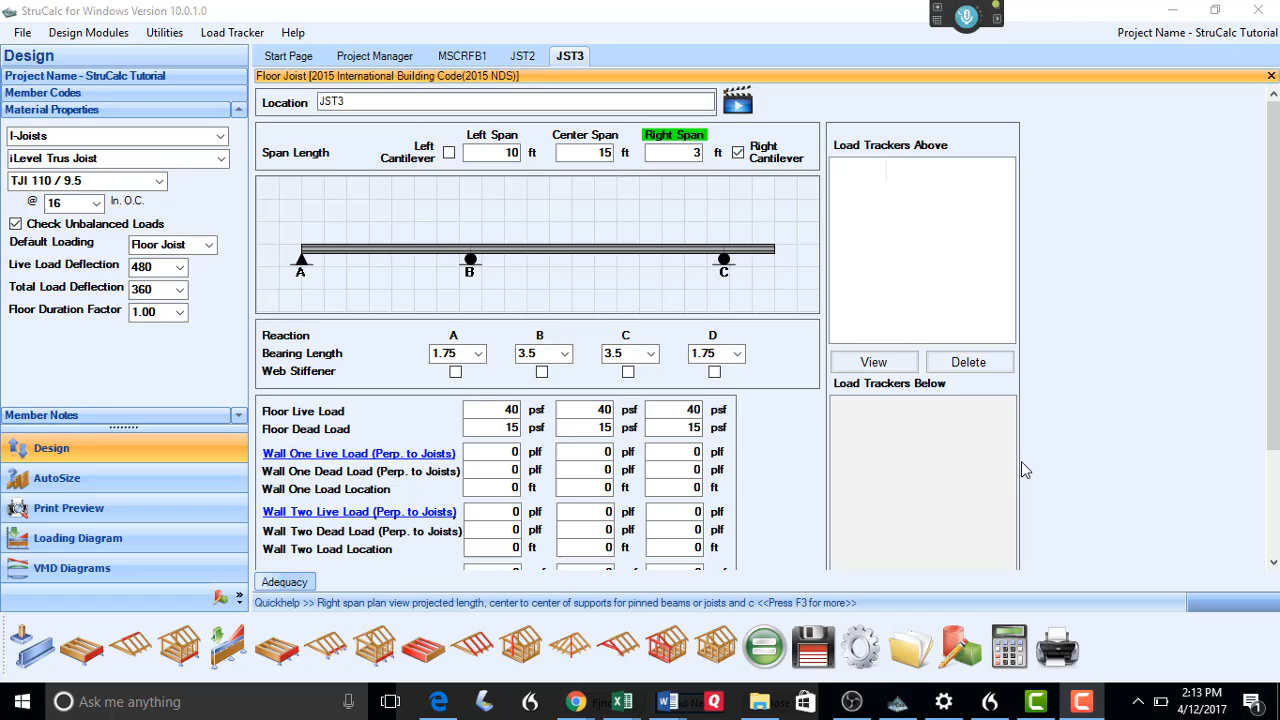 StruCalc for Windows Version 10.0.1.0
File Design Modules Utilities Load Tracker Help
Project Name - StruCalc Tutorial
Design
Start Page Project Manager MSCRFB1 JST2 JST3
Project Name - StruCalc Tutorial
Floor Joist [2015 International Building Code(2015 NDS)]
Member Codes
Material Properties
Location JST3
I-Joists
iLevel Trus Joist
TJI 110 / 9.5
@ 16 In. O.C.
Check Unbalanced Loads
Default Loading Floor Joist
Live Load Deflection 480
Total Load Deflection 360
Floor Duration Factor 1.00
Left Span Center Span Right Span
Span Length Left Cantilever 10 ft 15 ft 3 ft Right Cantilever
A B C
Reaction A B C D
Bearing Length 1.75 3.5 3.5 1.75
Web Stiffener
Floor Live Load 40 psf 40 psf 40 psf
Floor Dead Load 15 psf 15 psf 15 psf
Wall One Live Load (Perp. to Joists) 0 plf 0 plf 0 plf
Wall One Dead Load (Perp. to Joists) 0 plf 0 plf 0 plf
Wall One Load Location 0 ft 0 ft 0 ft
Wall Two Live Load (Perp. to Joists) 0 plf 0 plf 0 plf
Wall Two Dead Load (Perp. to Joists) 0 plf 0 plf 0 plf
Wall Two Load Location 0 ft 0 ft 0 ft
Load Trackers Above
View Delete
Load Trackers Below
Member Notes
Design
AutoSize
Print Preview
Loading Diagram
VMD Diagrams
Adequacy
Quickhelp >> Right span plan view projected length, center to center of supports for pinned beams or joists and c <<Press F3 for more>>
Ask me anything
2:13 PM
4/12/2017